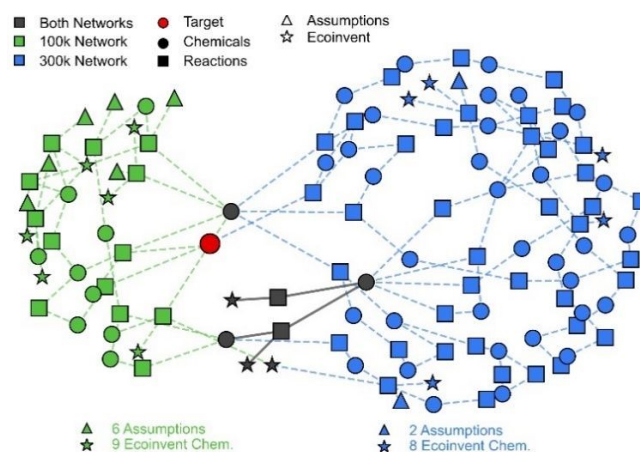 Both Networks
100k Network
300k Network
Target
Chemicals
Reactions
Assumptions
Ecoinvent
6 Assumptions
9 Ecoinvent Chem.
2 Assumptions
8 Ecoinvent Chem.